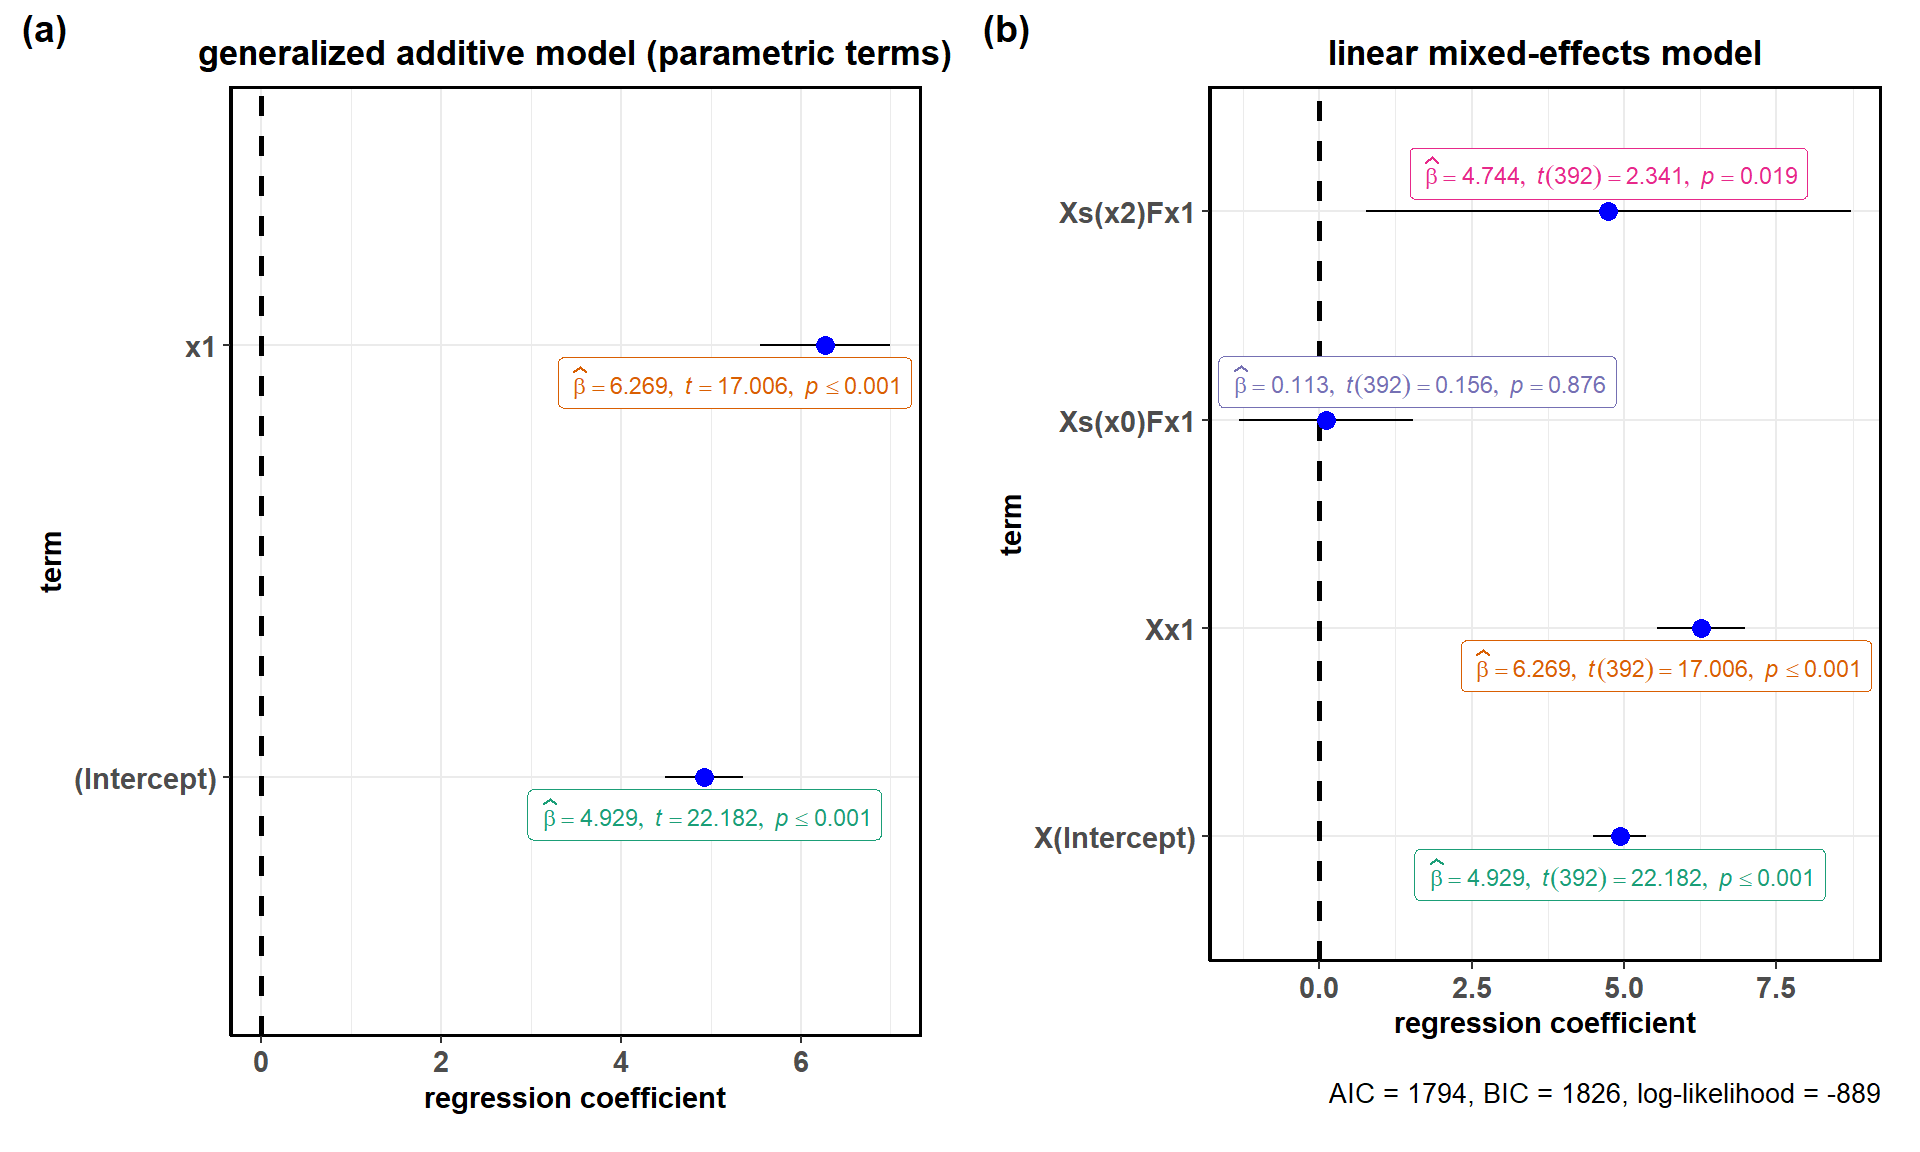 (a)
generalized additive model (parametric terms)
term
x1
(Intercept)
β̂ = 6.269, t = 17.006, p ≤ 0.001
β̂ = 4.929, t = 22.182, p ≤ 0.001
0 2 4 6
regression coefficient
(b)
linear mixed-effects model
term
Xs(x2)Fx1
Xs(x0)Fx1
Xx1
X(Intercept)
β̂ = 4.744, t(392) = 2.341, p = 0.019
β̂ = 0.113, t(392) = 0.156, p = 0.876
β̂ = 6.269, t(392) = 17.006, p ≤ 0.001
β̂ = 4.929, t(392) = 22.182, p ≤ 0.001
0.0 2.5 5.0 7.5
regression coefficient
AIC = 1794, BIC = 1826, log-likelihood = -889